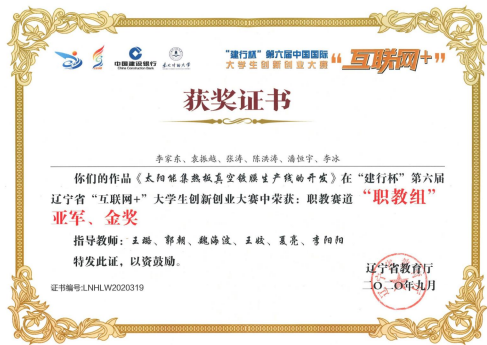 中国建设银行
China Construction Bank
"建行杯"第六届中国国际
大学生创新创业大赛
"互联网+"
获奖证书
李家东、袁振越、张涛、陈洪涛、潘恒宇、李冰
你们的作品《太阳能集热板真空镀膜生产线的开发》在"建行杯"第六届
辽宁省"互联网+"大学生创新创业大赛中荣获：职教赛道"职教组"
亚军、金奖
指导教师：王璐、郭朝、魏海波、王姣、夏亮、李阳阳
特发此证，以资鼓励。
辽宁省教育厅
二〇二〇年九月
证书编号:LNHLW2020319